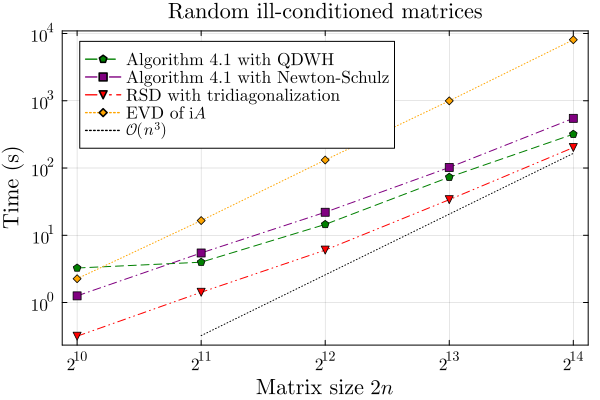 Random ill-conditioned matrices
Time (s)
10⁴
10³
10²
10¹
10⁰
Algorithm 4.1 with QDWH
Algorithm 4.1 with Newton-Schulz
RSD with tridiagonalization
EVD of iA
𝒪(n³)
2¹⁰ 2¹¹ 2¹² 2¹³ 2¹⁴
Matrix size 2n